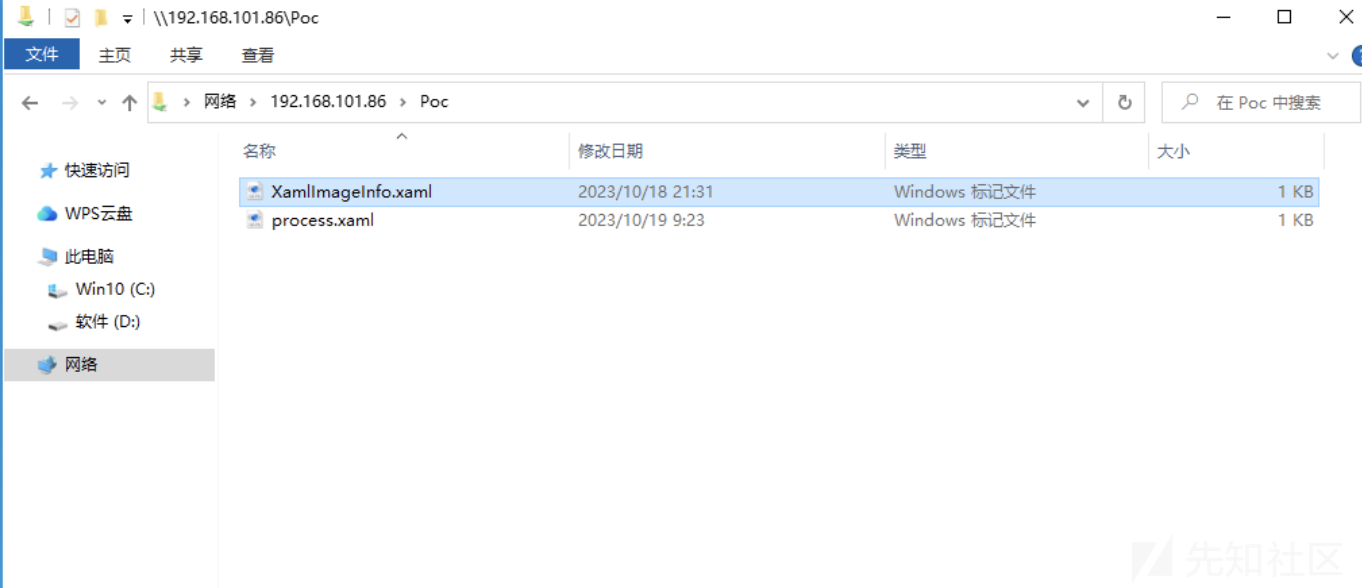 \\192.168.101.86\Poc
文件 主页 共享 查看
网络 192.168.101.86 Poc 在 Poc 中搜索
名称 修改日期 类型 大小
快速访问
XamlImageInfo.xaml 2023/10/18 21:31 Windows 标记文件 1 KB
WPS云盘
process.xaml 2023/10/19 9:23 Windows 标记文件 1 KB
此电脑
Win10 (C:)
软件 (D:)
网络
先知社区